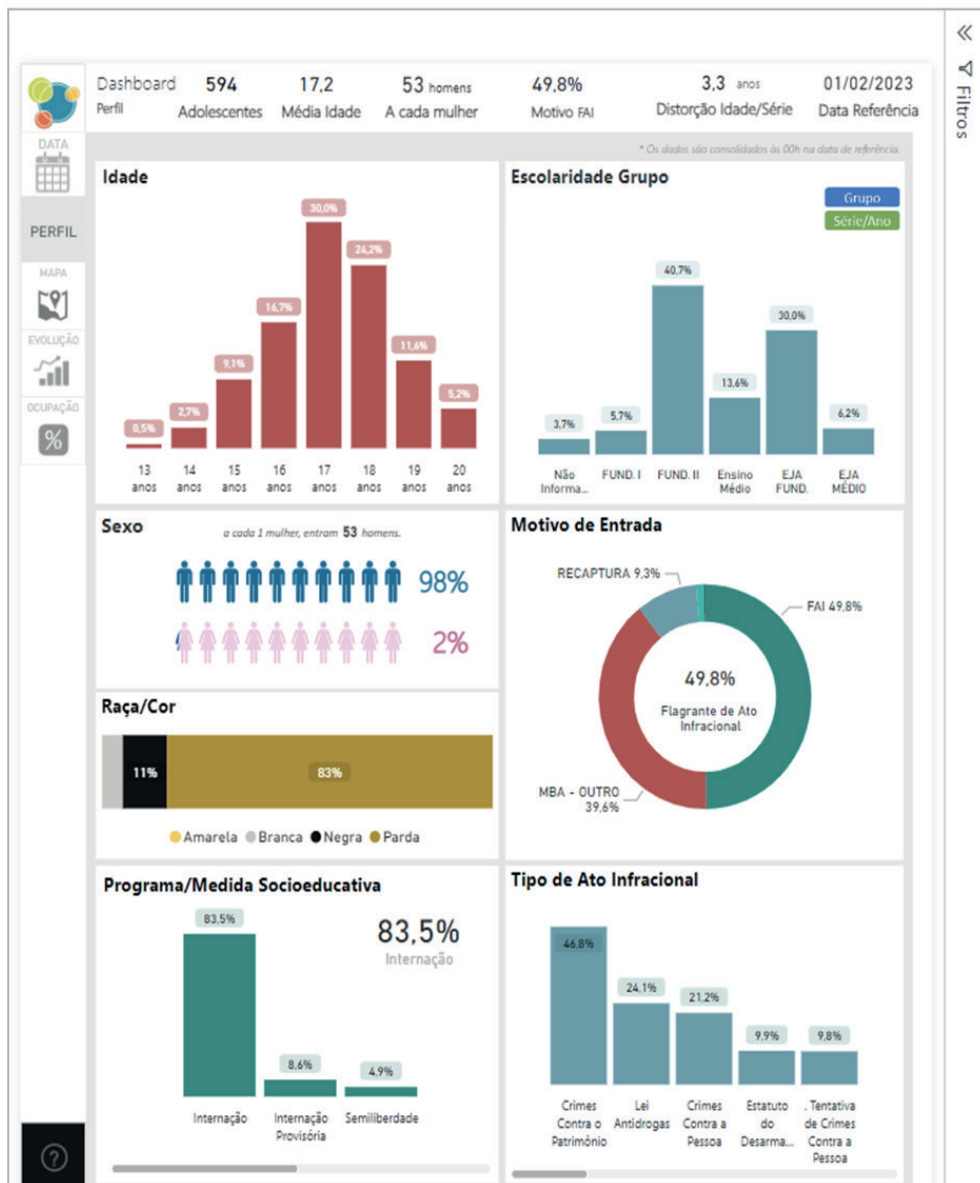 Filtros
Dashboard
Perfil
594
Adolescentes
17,2
Média Idade
53 homens
A cada mulher
49,8%
Motivo FAI
3,3 anos
Distorção Idade/Série
01/02/2023
Data Referência
* Os dados são consolidados às 00h na data de referência.
DATA
PERFIL
MAPA
EVOLUÇÃO
OCUPAÇÃO
%
?
Idade
0,5%
2,7%
9,1%
16,7%
30,0%
24,2%
11,6%
5,2%
13 anos
14 anos
15 anos
16 anos
17 anos
18 anos
19 anos
20 anos
Escolaridade Grupo
Grupo
Série/Ano
3,7%
5,7%
40,7%
13,6%
30,0%
6,2%
Não
Informa...
FUND. I
FUND. II
Ensino
Médio
EJA
FUND.
EJA
MÉDIO
Sexo
a cada 1 mulher, entram 53 homens.
98%
2%
Motivo de Entrada
RECAPTURA 9,3%
FAI 49,8%
49,8%
Flagrante de Ato
Infracional
MBA - OUTRO
39,6%
Raça/Cor
11%
83%
Amarela Branca Negra Parda
Programa/Medida Socioeducativa
83,5%
8,6%
4,9%
83,5%
Internação
Internação
Internação
Provisória
Semiliberdade
Tipo de Ato Infracional
46,8%
24,1%
21,2%
9,9%
9,8%
Crimes
Contra o
Patrimônio
Lei
Antidrogas
Crimes
Contra a
Pessoa
Estatuto
do
Desarma...
. Tentativa
de Crimes
Contra a
Pessoa